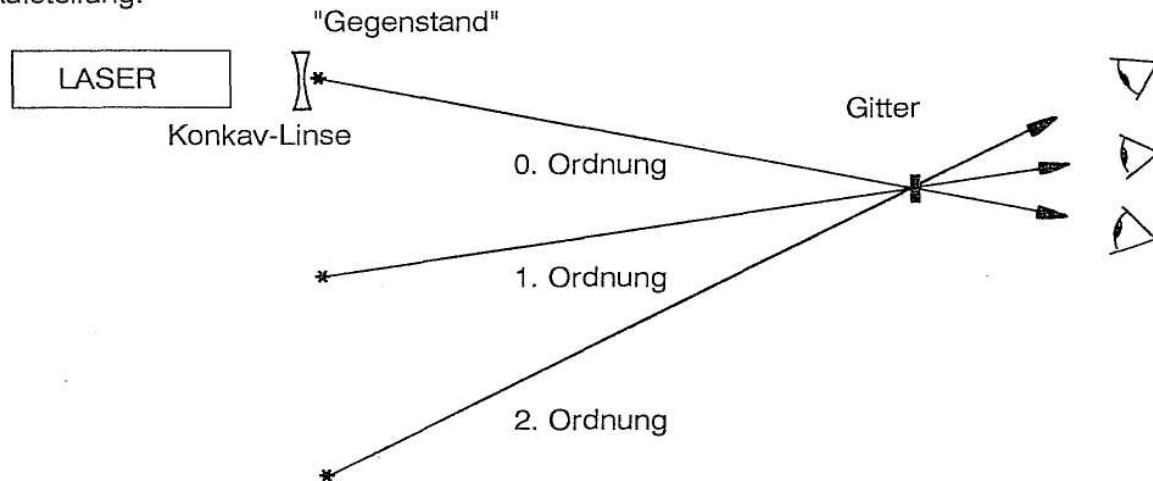 "Gegenstand"
LASER
Konkav-Linse
Gitter
0. Ordnung
1. Ordnung
2. Ordnung